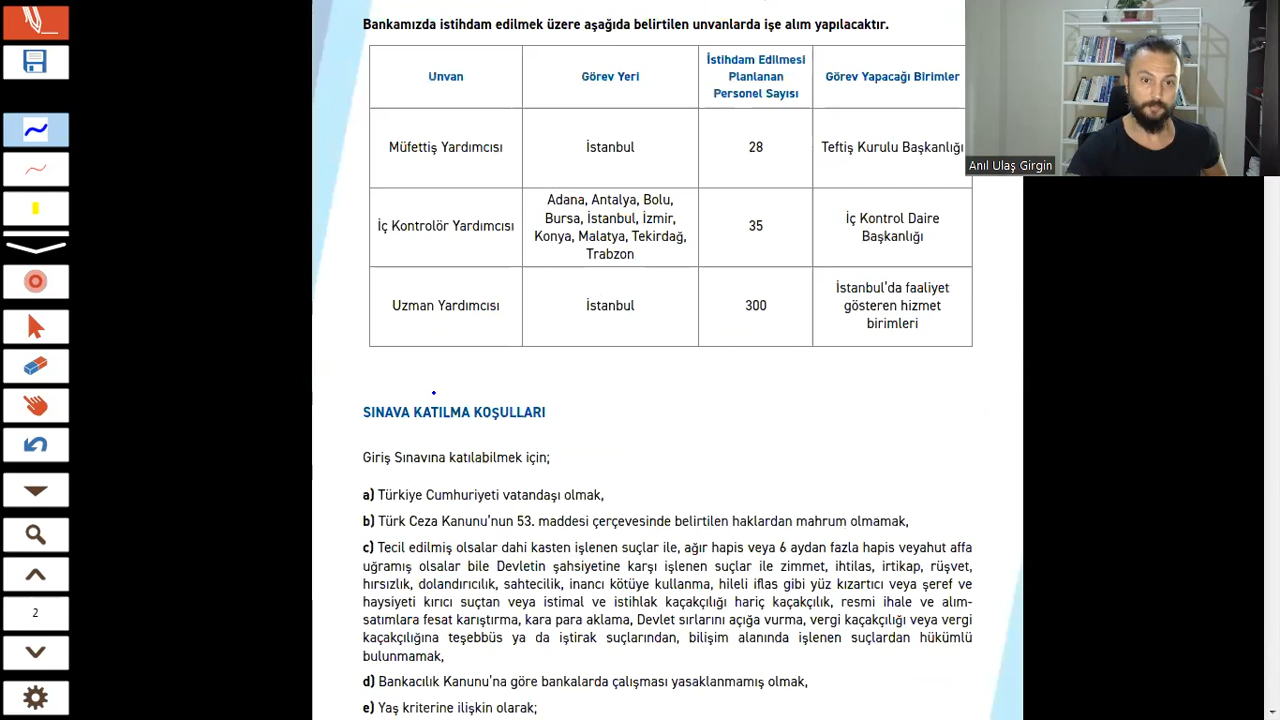 Bankamızda istihdam edilmek üzere aşağıda belirtilen unvanlarda işe alım yapılacaktır.
Unvan
Görev Yeri
İstihdam Edilmesi
Planlanan
Personel Sayısı
Görev Yapacağı Birimler
Müfettiş Yardımcısı
İstanbul
28
Teftiş Kurulu Başkanlığı
İç Kontrolör Yardımcısı
Adana, Antalya, Bolu,
Bursa, İstanbul, İzmir,
Konya, Malatya, Tekirdağ,
Trabzon
35
İç Kontrol Daire
Başkanlığı
Uzman Yardımcısı
İstanbul
300
İstanbul'da faaliyet
gösteren hizmet
birimleri
Anıl Ulaş Girgin
SINAVA KATILMA KOŞULLARI
Giriş Sınavına katılabilmek için;
a) Türkiye Cumhuriyeti vatandaşı olmak,
b) Türk Ceza Kanunu'nun 53. maddesi çerçevesinde belirtilen haklardan mahrum olmamak,
c) Tecil edilmiş olsalar dahi kasten işlenen suçlar ile, ağır hapis veya 6 aydan fazla hapis veyahut affa
uğramış olsalar bile Devletin şahsiyetine karşı işlenen suçlar ile zimmet, ihtilas, irtikap, rüşvet,
hırsızlık, dolandırıcılık, sahtecilik, inancı kötüye kullanma, hileli iflas gibi yüz kızartıcı veya şeref ve
haysiyeti kırıcı suçtan veya istimal ve istihlak kaçakçılığı hariç kaçakçılık, resmi ihale ve alım-
satımlara fesat karıştırma, kara para aklama, Devlet sırlarını açığa vurma, vergi kaçakçılığı veya vergi
kaçakçılığına teşebbüs ya da iştirak suçlarından, bilişim alanında işlenen suçlardan hükümlü
bulunmamak,
d) Bankacılık Kanunu'na göre bankalarda çalışması yasaklanmamış olmak,
e) Yaş kriterine ilişkin olarak;
2